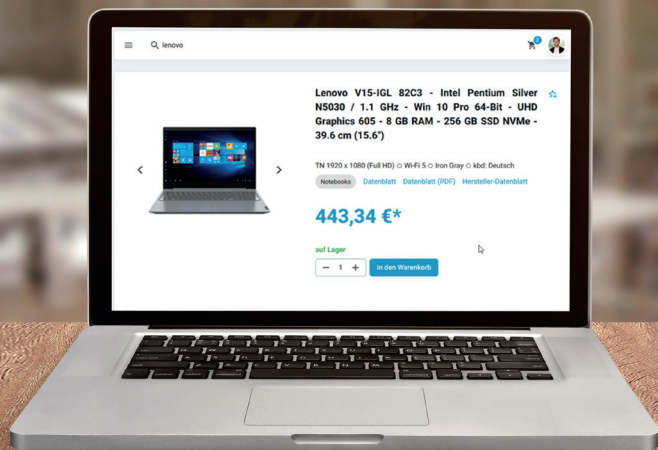 lenovo
2
Lenovo V15-IGL 82C3 - Intel Pentium Silver
N5030 / 1.1 GHz - Win 10 Pro 64-Bit - UHD
Graphics 605 - 8 GB RAM - 256 GB SSD NVMe -
39.6 cm (15.6")
TN 1920 x 1080 (Full HD) ○ Wi-Fi 5 ○ Iron Gray ○ kbd: Deutsch
Notebooks Datenblatt Datenblatt (PDF) Hersteller-Datenblatt
443,34 €*
auf Lager
− 1 + In den Warenkorb